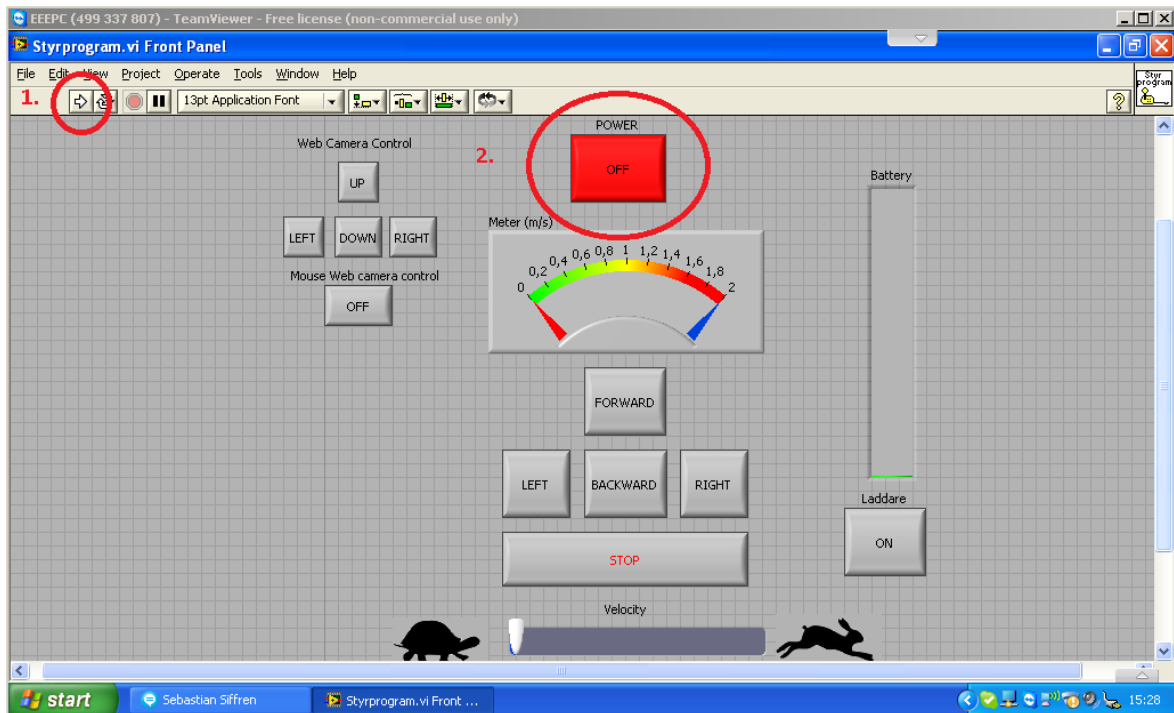 EEEPC (499 337 807) - TeamViewer - Free license (non-commercial use only)
Styrprogram.vi Front Panel
File Edit View Project Operate Tools Window Help
Styr
program
1.
13pt Application Font
?
POWER
Web Camera Control
2.
OFF
UP
Battery
LEFT DOWN RIGHT
Meter (m/s)
0 0,2 0,4 0,6 0,8 1 1,2 1,4 1,6 1,8 2
Mouse Web camera control
OFF
FORWARD
LEFT BACKWARD RIGHT
Laddare
ON
STOP
Velocity
start Sebastian Siffren Styrprogram.vi Front ... 15:28